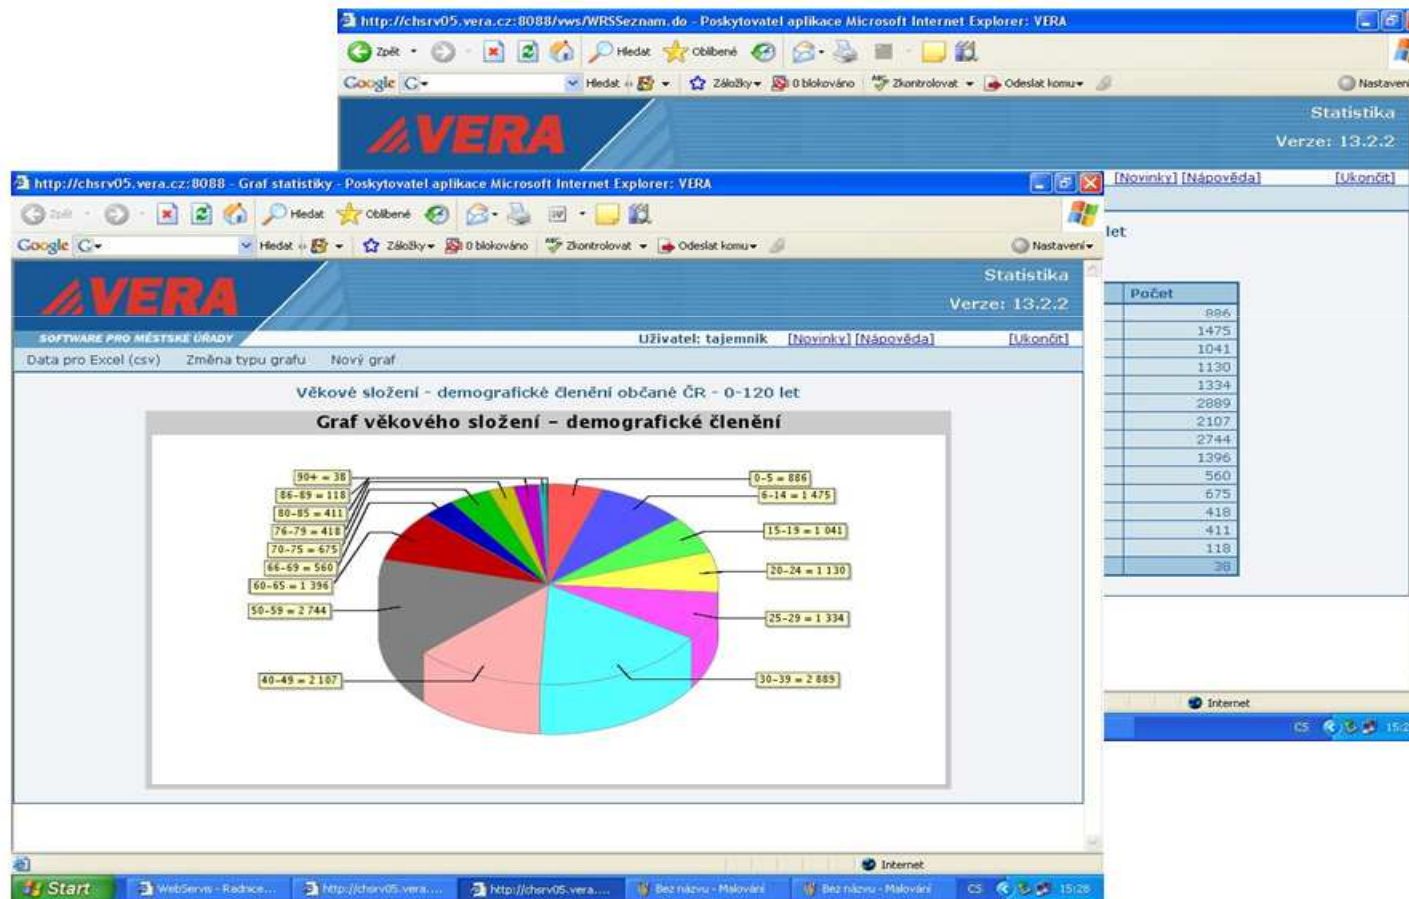 http://chsrv05.vera.cz:8088/vws/WRSSeznam.do - Poskytovatel aplikace Microsoft Internet Explorer: VERA
Zpět Hledat Oblíbené
Google G Hledat Záložky 0 blokováno Zkontrolovat Odeslat komu Nastavení
VERA
Statistika
Verze: 13.2.2
[Novinky] [Nápověda] [Ukončit]
let
Počet
886
1475
1041
1130
1334
2889
2107
2744
1396
560
675
418
411
118
38
Internet
CS
http://chsrv05.vera.cz:8088 - Graf statistiky - Poskytovatel aplikace Microsoft Internet Explorer: VERA
Zpět Hledat Oblíbené
Google G Hledat Záložky 0 blokováno Zkontrolovat Odeslat komu Nastavení
VERA
Statistika
Verze: 13.2.2
SOFTWARE PRO MĚSTSKÉ ÚŘADY
Uživatel: tajemnik [Novinky] [Nápověda] [Ukončit]
Data pro Excel (csv) Změna typu grafu Nový graf
Věkové složení - demografické členění občané ČR - 0-120 let
Graf věkového složení - demografické členění
90+ = 38
86-89 = 118
80-85 = 411
76-79 = 418
70-75 = 675
66-69 = 560
60-65 = 1 396
50-59 = 2 744
40-49 = 2 107
0-5 = 886
6-14 = 1 475
15-19 = 1 041
20-24 = 1 130
25-29 = 1 334
30-39 = 2 889
Internet
Start WebServis - Radnice... http://chsrv05.vera.... http://chsrv05.vera.... Bez názvu - Malování Bez názvu - Malování CS 15:28